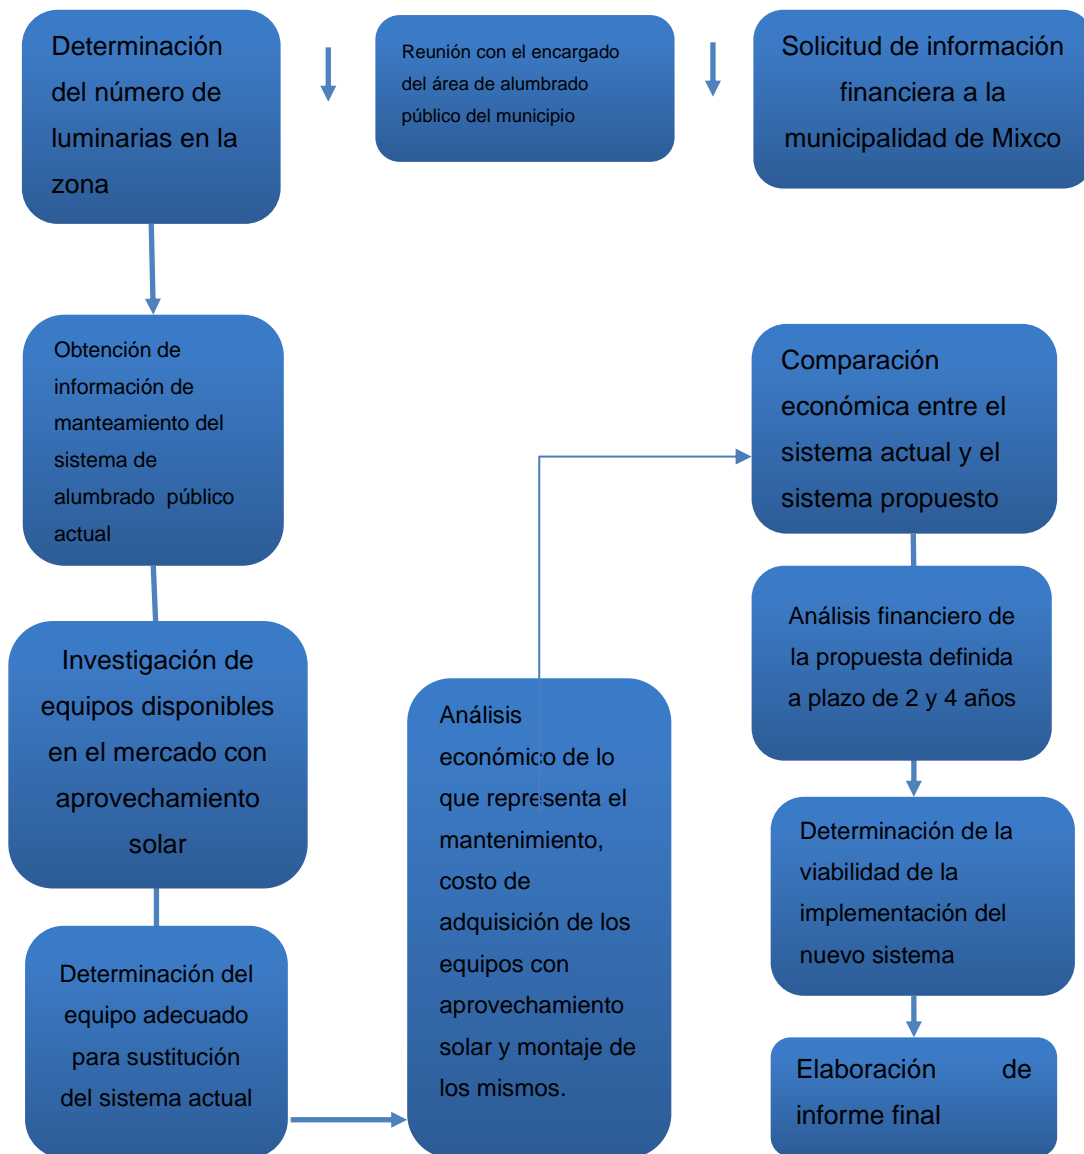 Determinación
del número de
luminarias en la
zona
Reunión con el encargado
del área de alumbrado
público del municipio
Solicitud de información
financiera a la
municipalidad de Mixco
Obtención de
información de
manteamiento del
sistema de
alumbrado público
actual
Investigación de
equipos disponibles
en el mercado con
aprovechamiento
solar
Determinación del
equipo adecuado
para sustitución
del sistema actual
Análisis
económico de lo
que representa el
mantenimiento,
costo de
adquisición de los
equipos con
aprovechamiento
solar y montaje de
los mismos.
Comparación
económica entre el
sistema actual y el
sistema propuesto
Análisis financiero de
la propuesta definida
a plazo de 2 y 4 años
Determinación de la
viabilidad de la
implementación del
nuevo sistema
Elaboración de
informe final